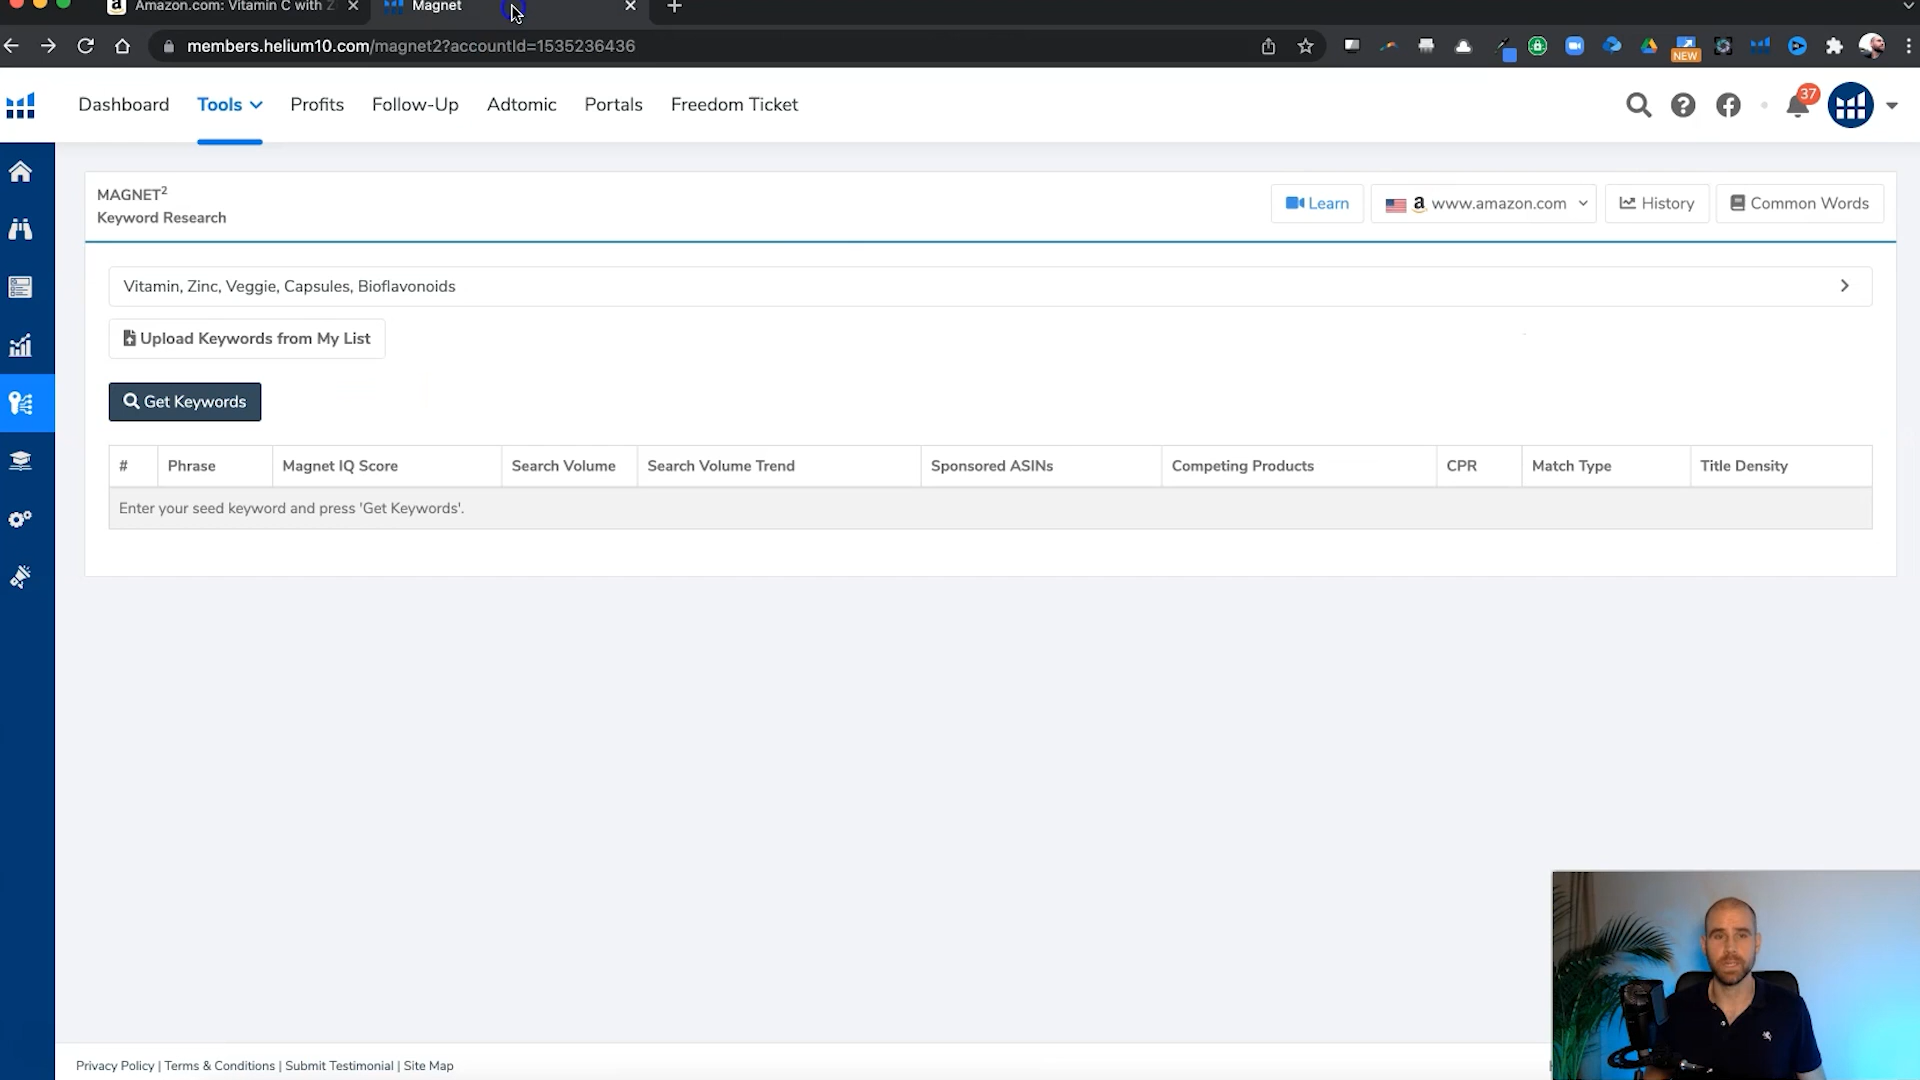 Amazon.com: Vitamin C with Z
Magnet
members.helium10.com/magnet2?accountId=1535236436
NEW
Dashboard Tools Profits Follow-Up Adtomic Portals Freedom Ticket
37
MAGNET²
Keyword Research
Learn www.amazon.com History Common Words
Vitamin, Zinc, Veggie, Capsules, Bioflavonoids
Upload Keywords from My List
Get Keywords
# Phrase Magnet IQ Score Search Volume Search Volume Trend Sponsored ASINs Competing Products CPR Match Type Title Density
Enter your seed keyword and press 'Get Keywords'.
Privacy Policy | Terms & Conditions | Submit Testimonial | Site Map